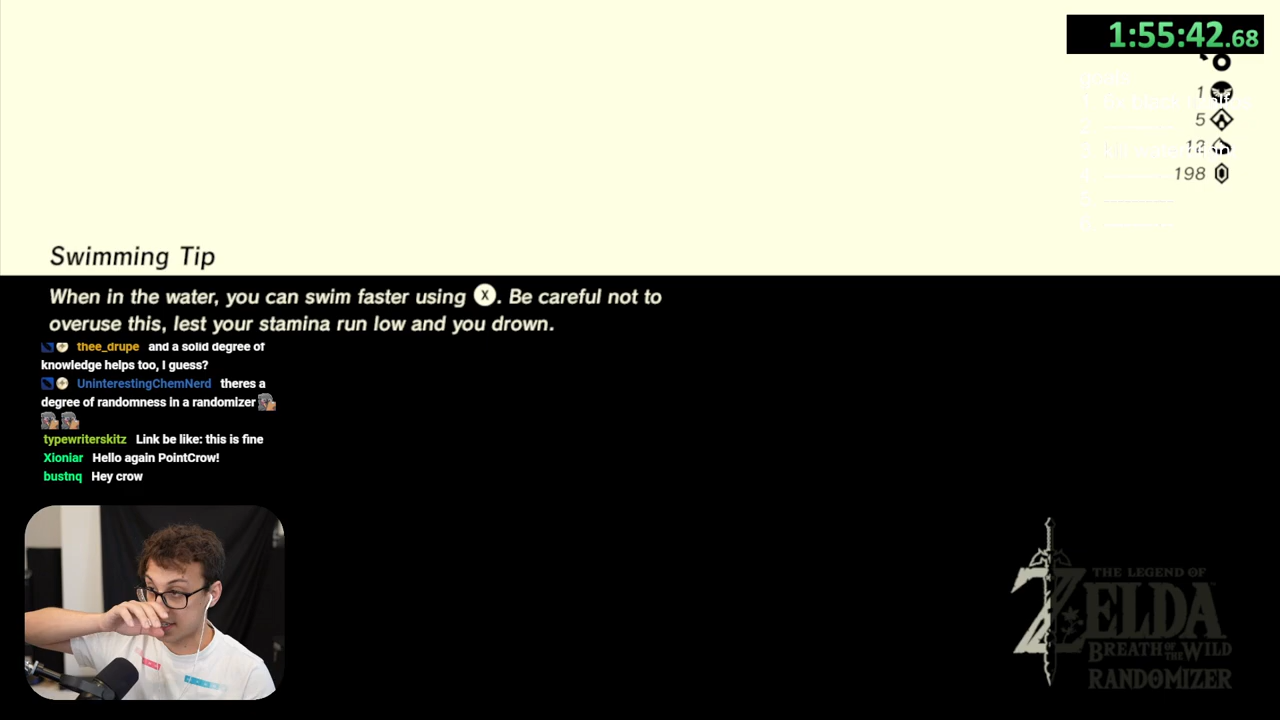 1:55:42.68
1
5
13
198
Swimming Tip
When in the water, you can swim faster using X. Be careful not to
overuse this, lest your stamina run low and you drown.
thee_drupe and a solid degree of
knowledge helps too, I guess?
UninterestingChemNerd theres a
degree of randomness in a randomizer
typewriterskitz Link be like: this is fine
Xioniar Hello again PointCrow!
bustnq Hey crow
THE LEGEND OF
ZELDA
BREATH OF THE WILD
RANDOMIZER